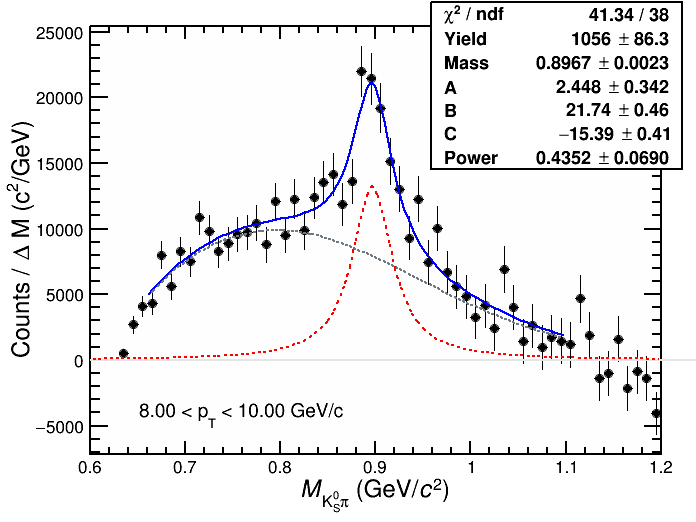 χ² / ndf 41.34 / 38
Yield 1056 ± 86.3
Mass 0.8967 ± 0.0023
A 2.448 ± 0.342
B 21.74 ± 0.46
C −15.39 ± 0.41
Power 0.4352 ± 0.0690
Counts / Δ M (c²/GeV)
25000
20000
15000
10000
5000
0
−5000
8.00 < p_T < 10.00 GeV/c
0.6 0.7 0.8 0.9 1 1.1 1.2
M_{K⁰_S π} (GeV/c²)